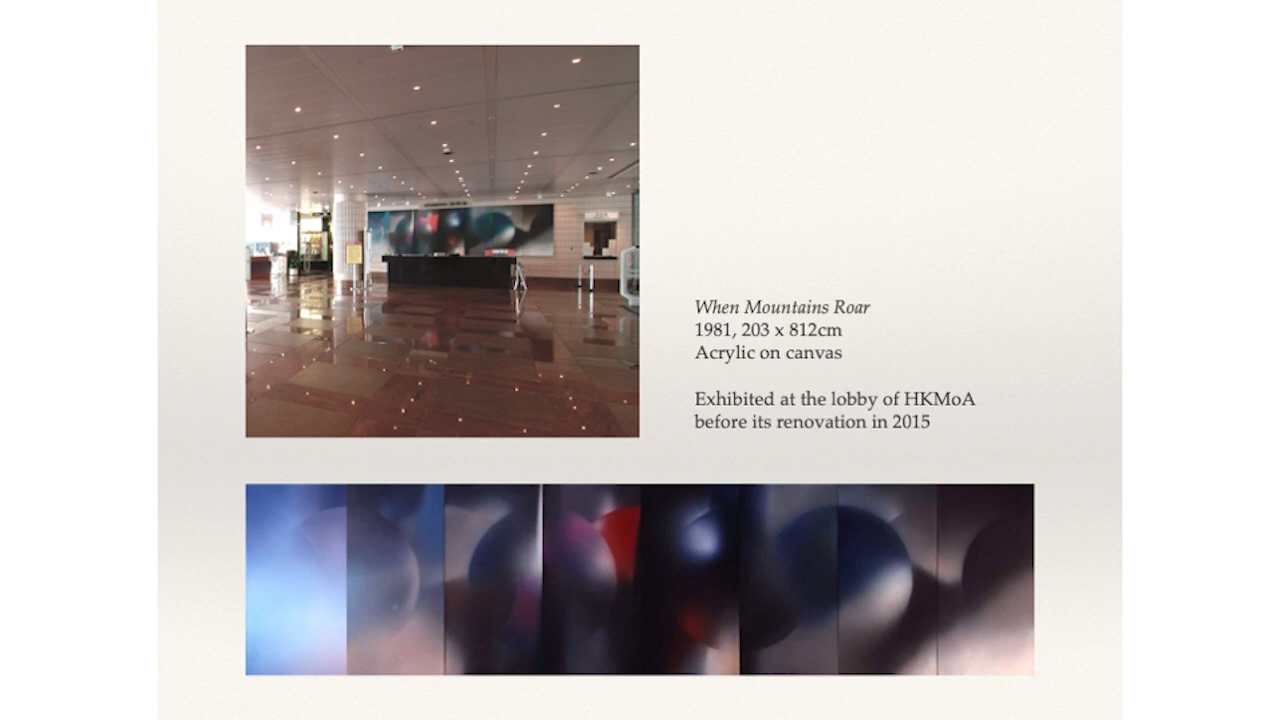 When Mountains Roar
1981, 203 x 812cm
Acrylic on canvas
Exhibited at the lobby of HKMoA
before its renovation in 2015